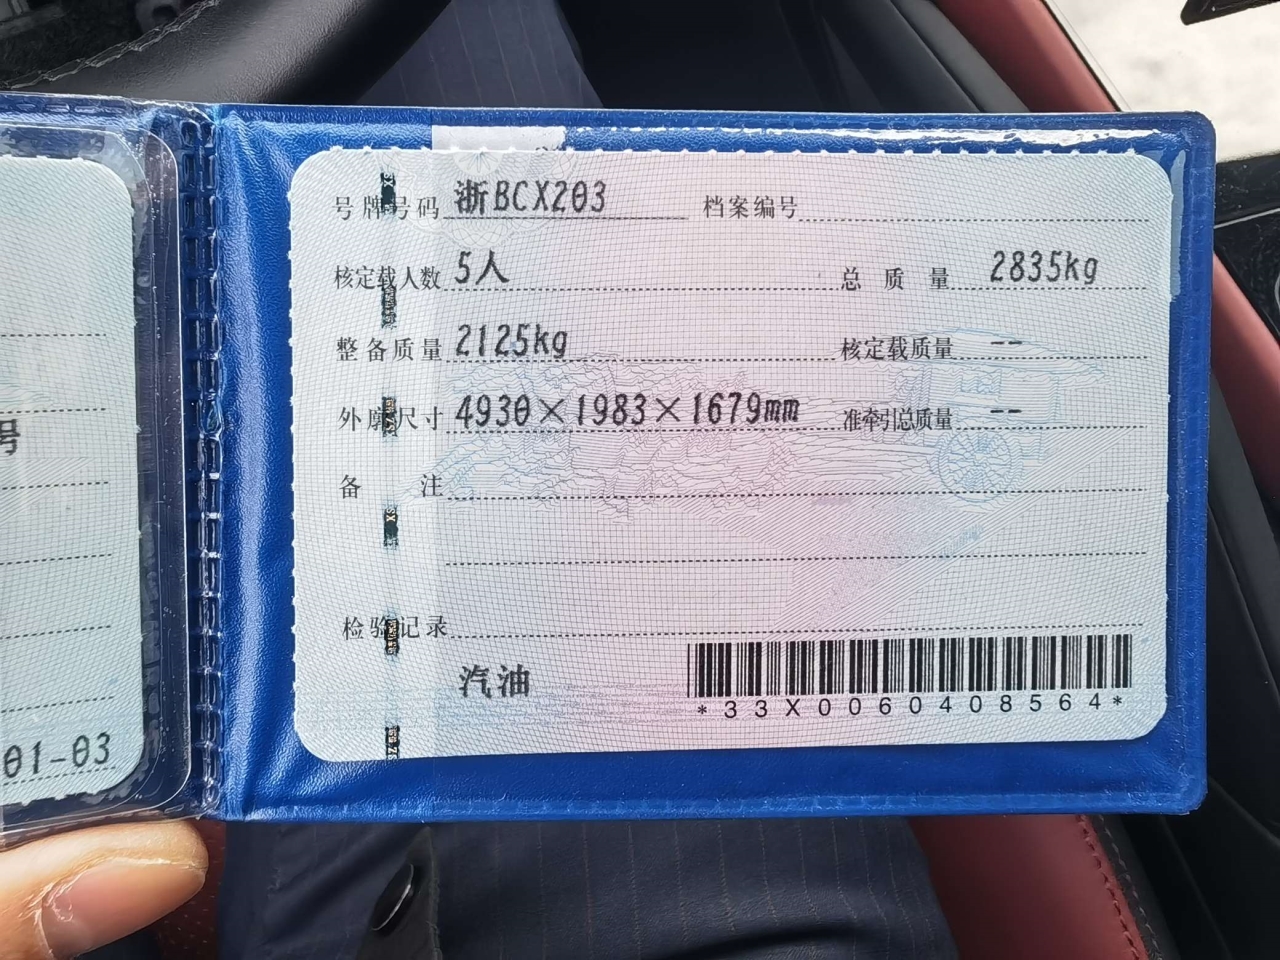 号牌号码 浙BCX203 档案编号
核定载人数 5人 总质量 2835kg
整备质量 2125kg 核定载质量 --
外廓尺寸 4930×1983×1679mm 准牵引总质量 --
备注
检验记录
汽油
*33X0060408564*
号
01-03